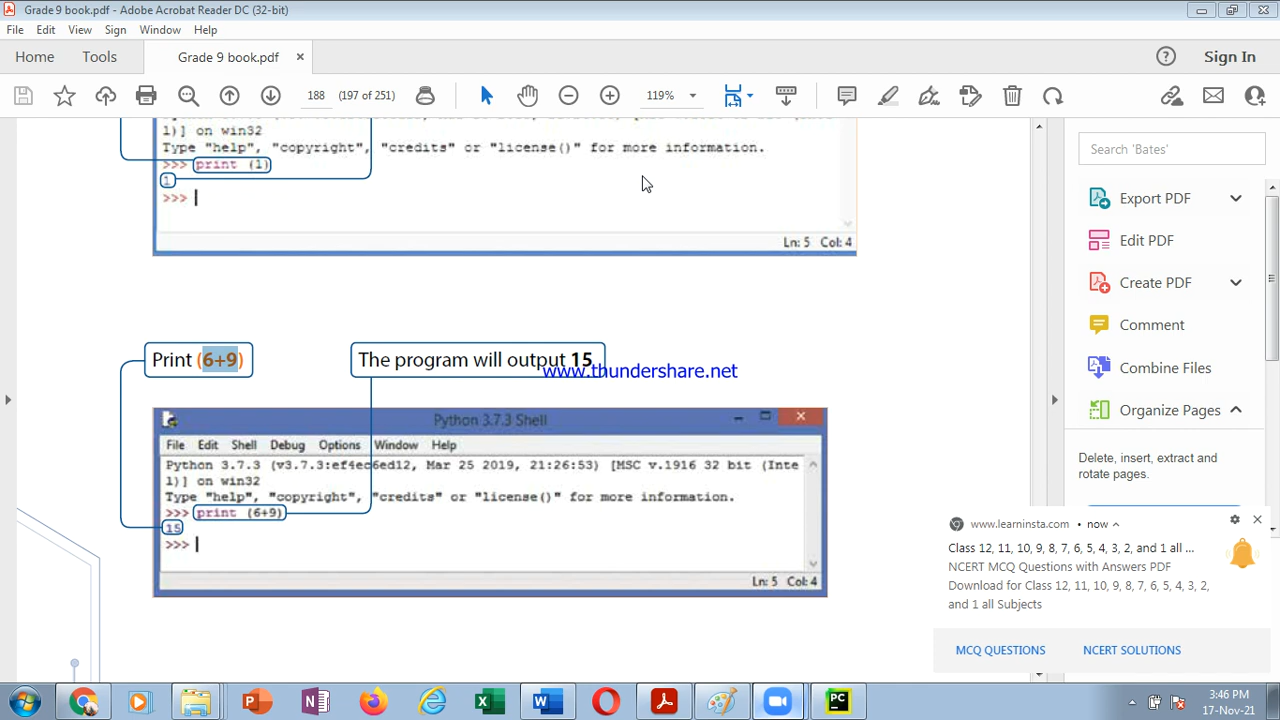 Grade 9 book.pdf - Adobe Acrobat Reader DC (32-bit)
File Edit View Sign Window Help
Home Tools Grade 9 book.pdf × Sign In
188 (197 of 251) 119%
1)] on win32
Type "help", "copyright", "credits" or "license()" for more information.
>>> print (1)
1
>>>
Ln: 5 Col: 4
Print (6+9)
The program will output 15
www.thundershare.net
Python 3.7.3 Shell
File Edit Shell Debug Options Window Help
Python 3.7.3 (v3.7.3:ef4ec6ed12, Mar 25 2019, 21:26:53) [MSC v.1916 32 bit (Inte
l)] on win32
Type "help", "copyright", "credits" or "license()" for more information.
>>> print (6+9)
15
>>>
Ln: 5 Col: 4
Search 'Bates'
Export PDF
Edit PDF
Create PDF
Comment
Combine Files
Organize Pages
Delete, insert, extract and
rotate pages.
www.learninsta.com • now
Class 12, 11, 10, 9, 8, 7, 6, 5, 4, 3, 2, and 1 all ...
NCERT MCQ Questions with Answers PDF
Download for Class 12, 11, 10, 9, 8, 7, 6, 5, 4, 3, 2,
and 1 all Subjects
MCQ QUESTIONS NCERT SOLUTIONS
3:46 PM
17-Nov-21